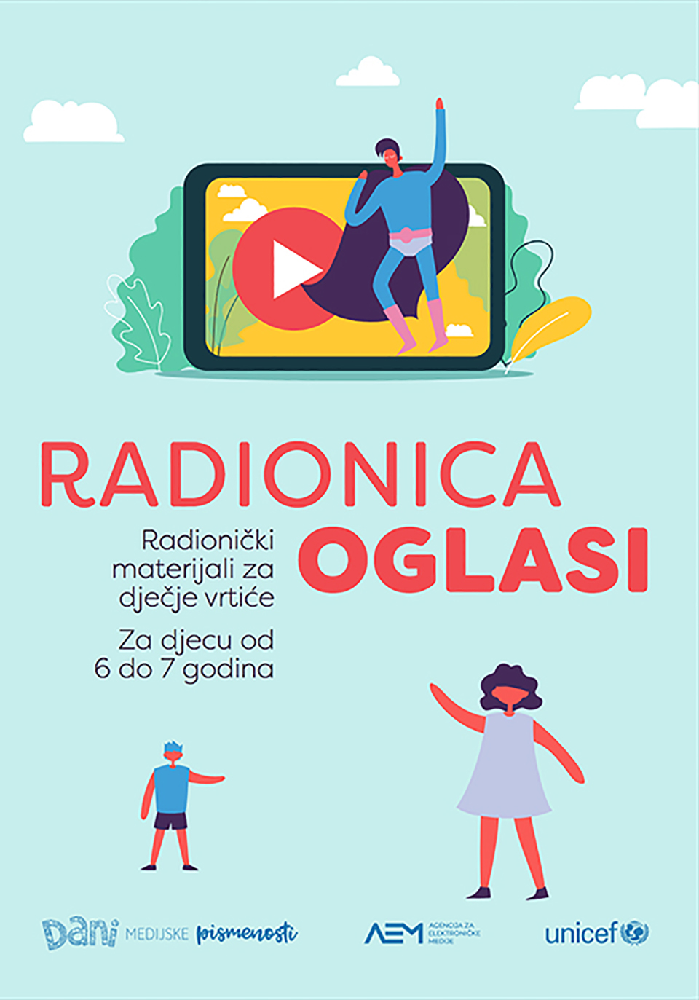 RADIONICA
OGLASI
Radionički
materijali za
dječje vrtiće
Za djecu od
6 do 7 godina
Dani MEDIJSKE pismenosti
AEM
AGENCIJA ZA
ELEKTRONIČKE
MEDIJE
unicef